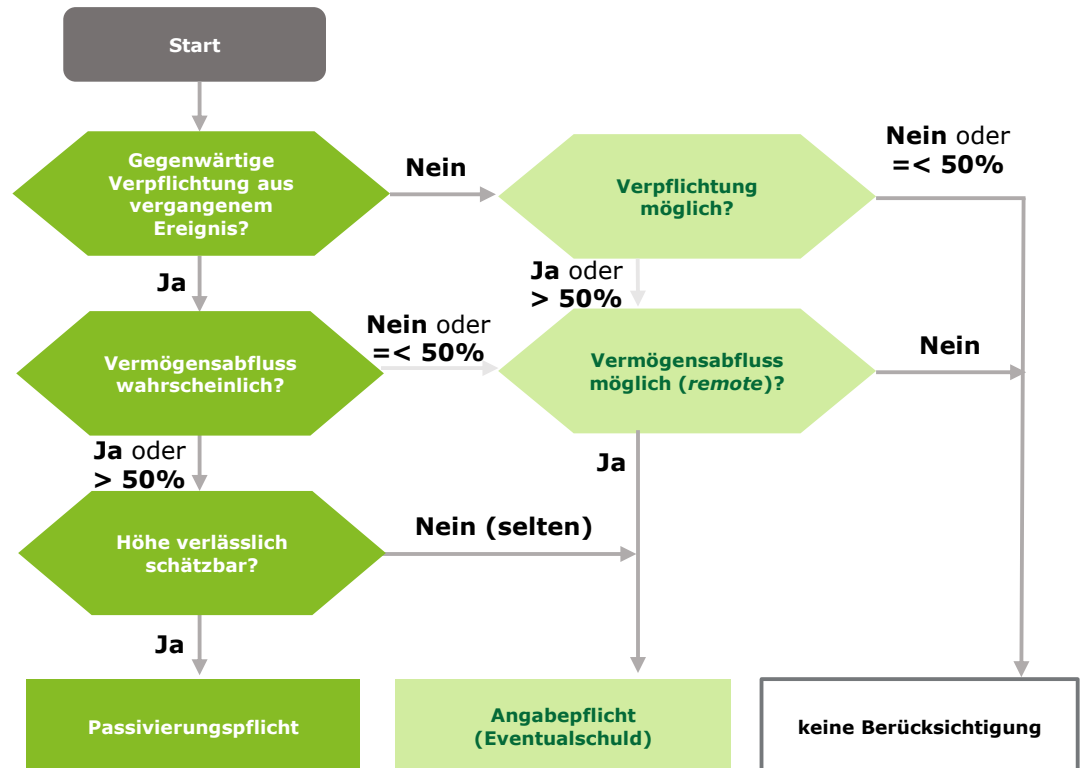 Start
Gegenwärtige
Verpflichtung aus
vergangenem
Ereignis?
Nein
Verpflichtung
möglich?
Nein oder
=< 50%
Ja
Ja oder
> 50%
Vermögensabfluss
wahrscheinlich?
Nein oder
=< 50%
Vermögensabfluss
möglich (remote)?
Nein
Ja oder
> 50%
Ja
Höhe verlässlich
schätzbar?
Nein (selten)
Ja
Passivierungspflicht
Angabepflicht
(Eventualschuld)
keine Berücksichtigung